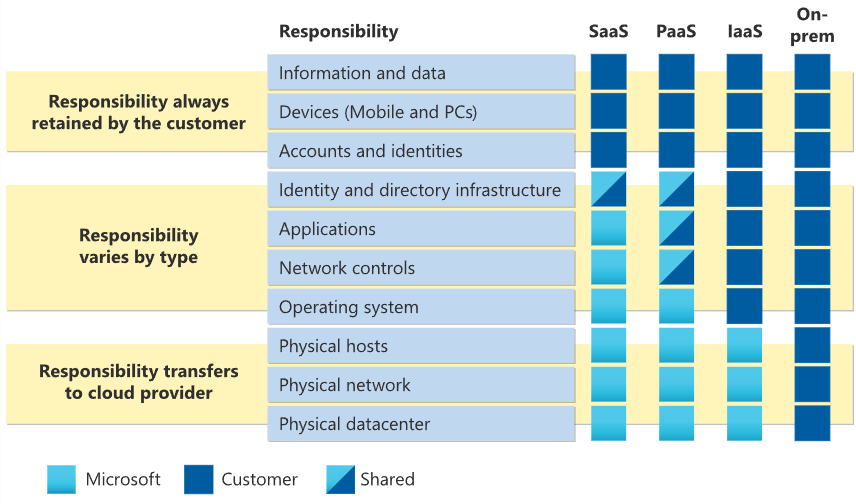 Responsibility
SaaS
PaaS
IaaS
On-
prem
Responsibility always
retained by the customer
Information and data
Devices (Mobile and PCs)
Accounts and identities
Responsibility
varies by type
Identity and directory infrastructure
Applications
Network controls
Operating system
Responsibility transfers
to cloud provider
Physical hosts
Physical network
Physical datacenter
Microsoft
Customer
Shared